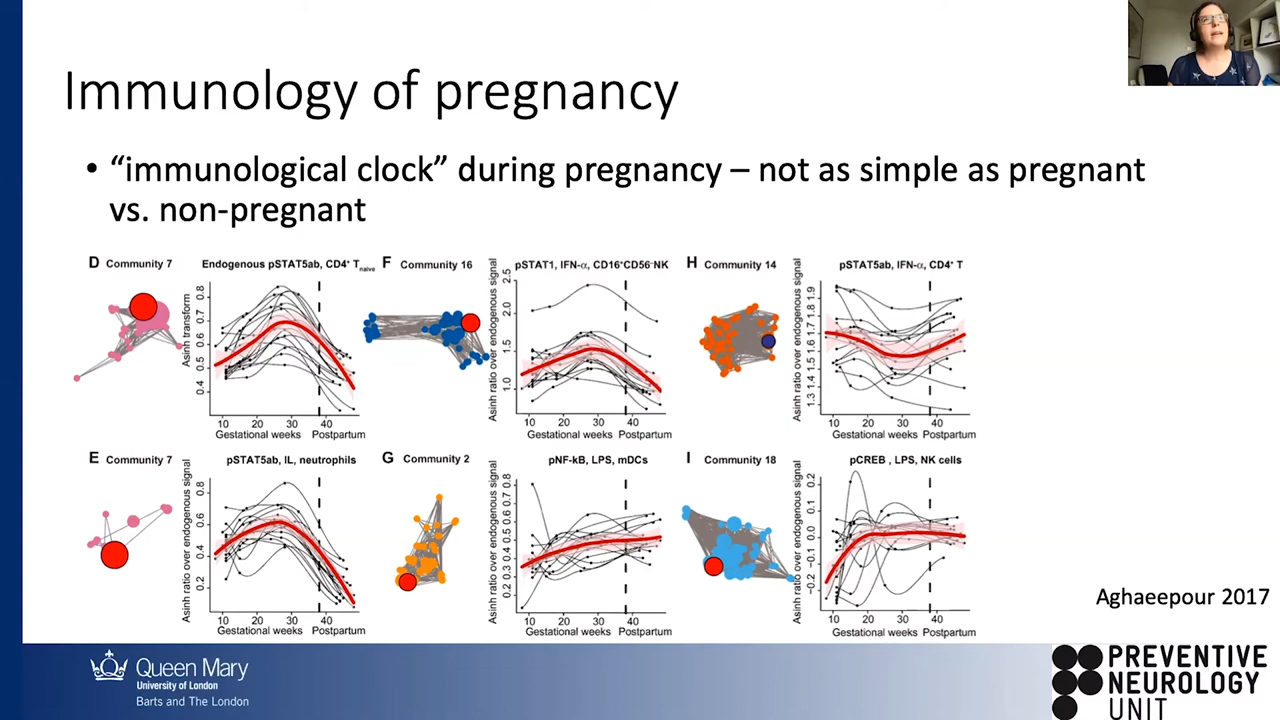 Immunology of pregnancy
• “immunological clock” during pregnancy – not as simple as pregnant
vs. non-pregnant
D Community 7
Endogenous pSTAT5ab, CD4+ Tnaive
Asinh transform
0.4 0.5 0.6 0.7 0.8
10 20 30 40
Gestational weeks Postpartum
F Community 16
pSTAT1, IFN-α, CD16+CD56-NK
Asinh ratio over endogenous signal
1.0 1.5 2.0 2.5
10 20 30 40
Gestational weeks Postpartum
H Community 14
pSTAT5ab, IFN-α, CD4+ T
Asinh ratio over endogenous signal
1.3 1.4 1.5 1.6 1.7 1.8 1.9
10 20 30 40
Gestational weeks Postpartum
E Community 7
pSTAT5ab, IL, neutrophils
Asinh ratio over endogenous signal
0.2 0.4 0.6 0.8
10 20 30 40
Gestational weeks Postpartum
G Community 2
pNF-kB, LPS, mDCs
Asinh ratio over endogenous signal
0.2 0.3 0.4 0.5 0.6 0.7 0.8
10 20 30 40
Gestational weeks Postpartum
I Community 18
pCREB , LPS, NK cells
Asinh ratio over endogenous signal
-0.2 -0.1 0.0 0.1 0.2
10 20 30 40
Gestational weeks Postpartum
Aghaeepour 2017
Queen Mary
University of London
Barts and The London
PREVENTIVE
NEUROLOGY
UNIT